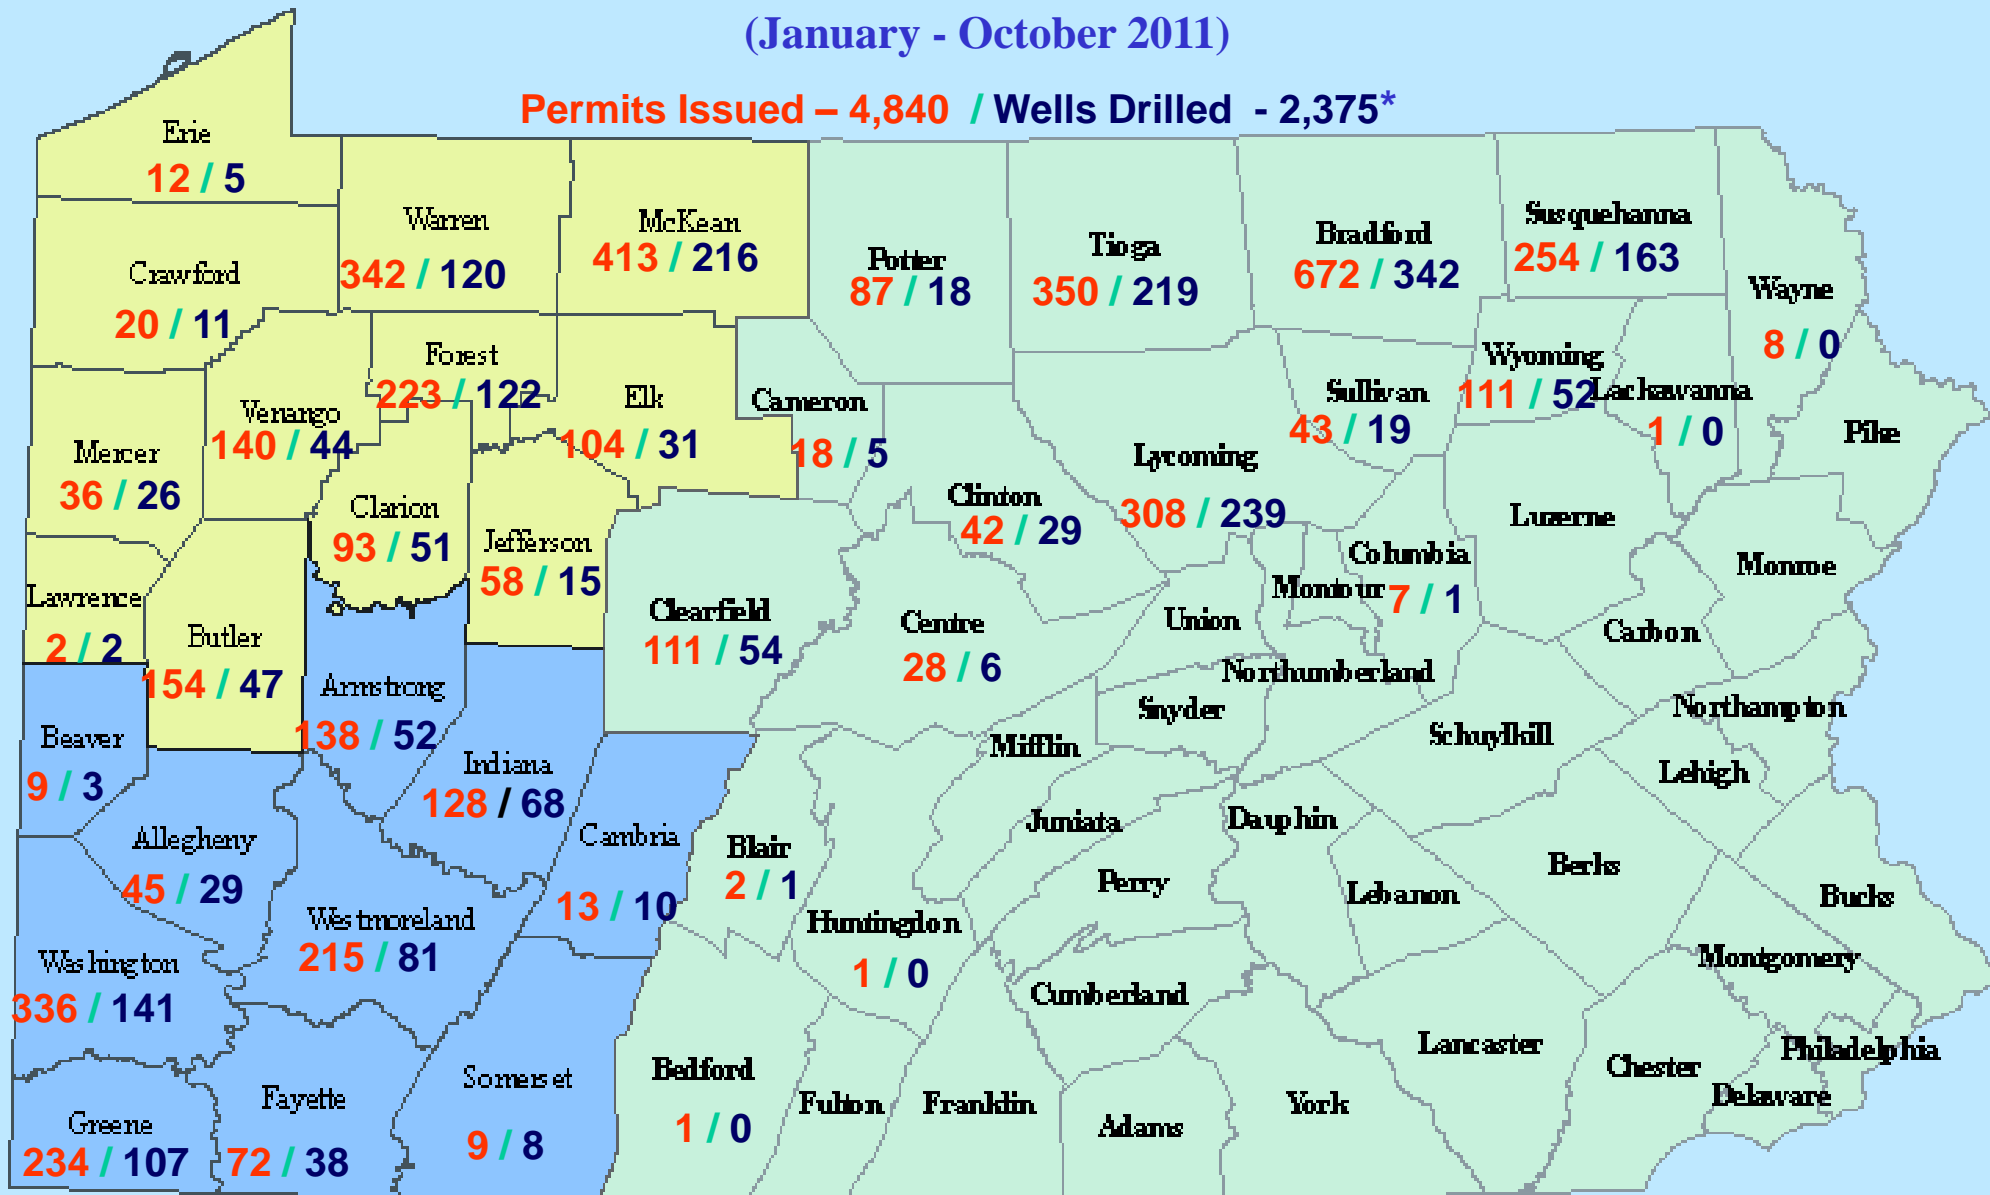 (January - October 2011)
Permits Issued – 4,840 / Wells Drilled - 2,375*
Erie
12 / 5
Warren
342 / 120
McKean
413 / 216
Potter
87 / 18
Tioga
350 / 219
Bradford
672 / 342
Susquehanna
254 / 163
Wayne
8 / 0
Crawford
20 / 11
Forest
223 / 122
Elk
104 / 31
Cameron
18 / 5
Sullivan
43 / 19
Wyoming
111 / 52
Lackawanna
1 / 0
Pike
Mercer
36 / 26
Venango
140 / 44
Clarion
93 / 51
Jefferson
58 / 15
Clinton
42 / 29
Lycoming
308 / 239
Columbia
7 / 1
Montour
Luzerne
Monroe
Lawrence
2 / 2
Butler
154 / 47
Armstrong
138 / 52
Clearfield
111 / 54
Centre
28 / 6
Union
Northumberland
Snyder
Carbon
Northampton
Schuylkill
Lehigh
Beaver
9 / 3
Indiana
128 / 68
Mifflin
Juniata
Dauphin
Allegheny
45 / 29
Cambria
13 / 10
Blair
2 / 1
Perry
Lebanon
Berks
Bucks
Westmoreland
215 / 81
Huntingdon
1 / 0
Washington
336 / 141
Cumberland
Montgomery
Lancaster
Chester
Philadelphia
Delaware
Greene
234 / 107
Fayette
72 / 38
Somerset
9 / 8
Bedford
1 / 0
Fulton
Franklin
Adams
York